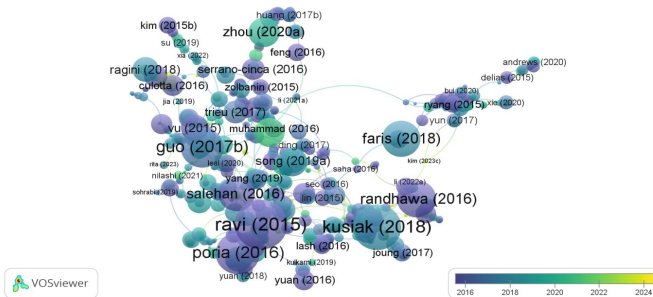 huang (2017b)
kim (2015b)
zhou (2020a)
su (2019)
feng (2016)
xia (2022)
andrews (2020)
ragini (2018)
serrano-cinca (2016)
delias (2015)
culotta (2016)
zolbanin (2015)
bui (2020)
jia (2019)
li (2021a)
ryang (2015)
xie (2020)
trieu (2017)
yun (2017)
vu (2015)
muhammad (2016)
faris (2018)
guo (2017b)
ding (2017)
rita (2023)
leal (2020)
song (2019a)
kim (2023c)
saha (2016)
nilashi (2021)
yang (2019)
li (2022a)
seo (2016)
sohrabi (2019)
salehan (2016)
lin (2015)
randhawa (2016)
ravi (2015)
kusiak (2018)
lash (2016)
poria (2016)
joung (2017)
kulkarni (2019)
yuan (2018)
yuan (2016)
VOSviewer
2016 2018 2020 2022 2024